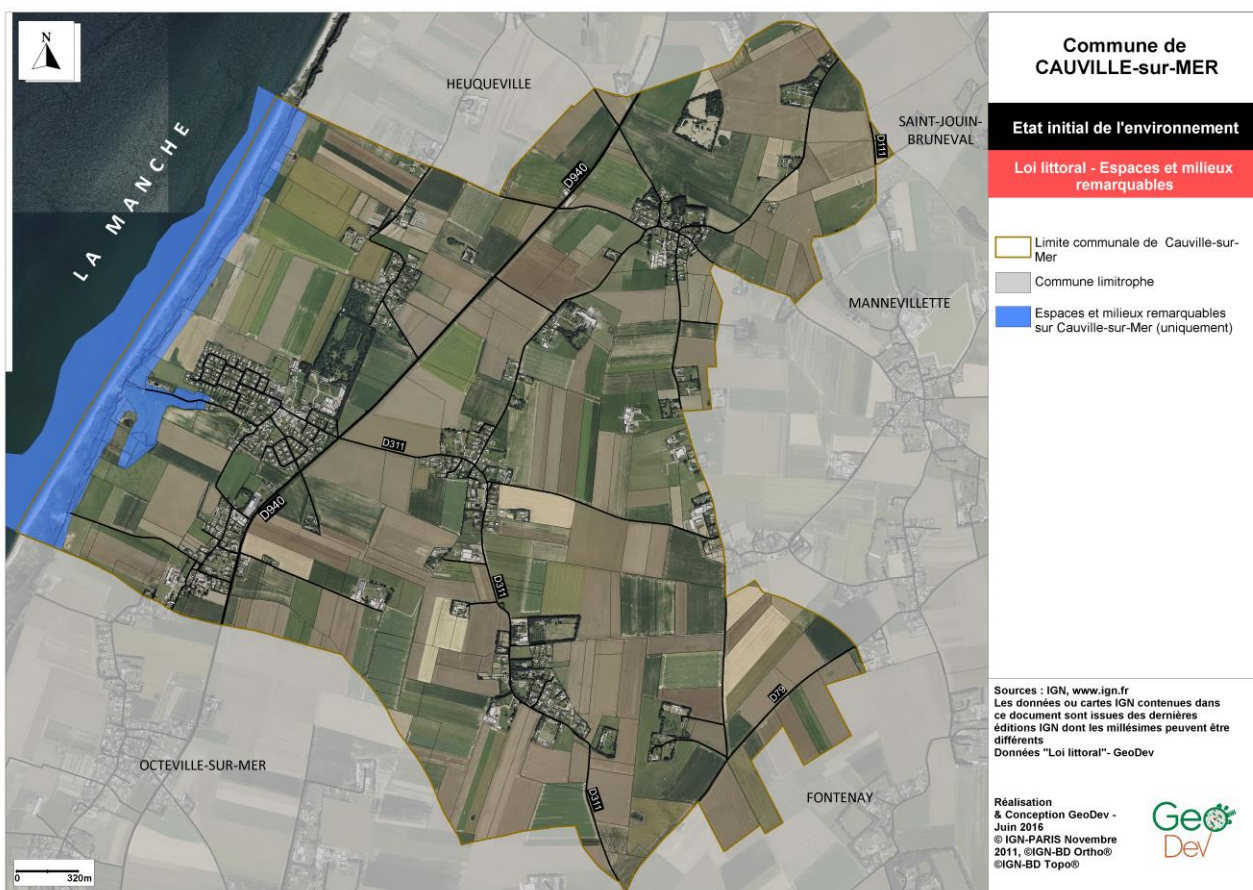 N
LA MANCHE
HEUQUEVILLE
SAINT-JOUIN-
BRUNEVAL
D111
D940
MANNEVILLETTE
D311
D940
D311
D79
OCTEVILLE-SUR-MER
FONTENAY
D311
0 320m
Commune de
CAUVILLE-sur-MER
Etat initial de l'environnement
Loi littoral - Espaces et milieux
remarquables
Limite communale de Cauville-sur-
Mer
Commune limitrophe
Espaces et milieux remarquables
sur Cauville-sur-Mer (uniquement)
Sources : IGN, www.ign.fr
Les données ou cartes IGN contenues dans
ce document sont issues des dernières
éditions IGN dont les millésimes peuvent être
différents
Données "Loi littoral"- GeoDev
Réalisation
& Conception GeoDev -
Juin 2016
© IGN-PARIS Novembre
2011, ©IGN-BD Ortho®
©IGN-BD Topo®
Geo
Dev